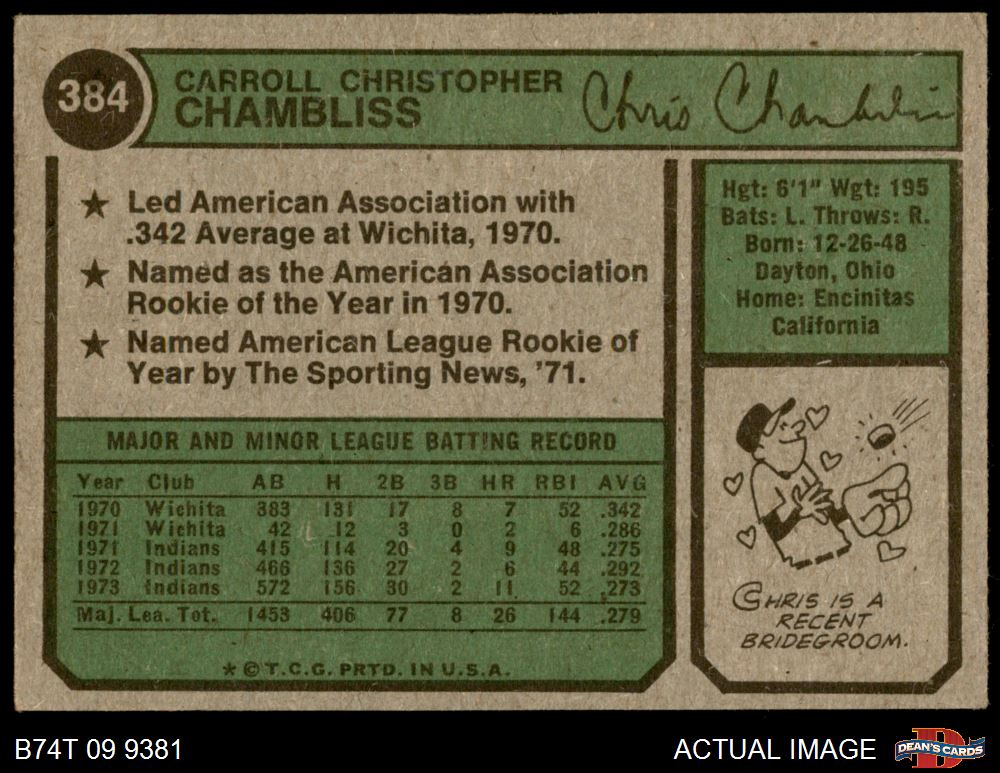 384
CARROLL CHRISTOPHER
CHAMBLISS
Chris Chambliss
★ Led American Association with
.342 Average at Wichita, 1970.
★ Named as the American Association
Rookie of the Year in 1970.
★ Named American League Rookie of
Year by The Sporting News, '71.
Hgt: 6'1" Wgt: 195
Bats: L. Throws: R.
Born: 12-26-48
Dayton, Ohio
Home: Encinitas
California
MAJOR AND MINOR LEAGUE BATTING RECORD
Year Club AB H 2B 3B HR RBI AVG
1970 Wichita 383 131 17 8 7 52 .342
1971 Wichita 42 12 3 0 2 6 .286
1971 Indians 415 114 20 4 9 48 .275
1972 Indians 466 136 27 2 6 44 .292
1973 Indians 572 156 30 2 11 52 .273
Maj. Lea. Tot. 1453 406 77 8 26 144 .279
★ © T.C.G. PRTD. IN U.S.A.
CHRIS IS A
RECENT
BRIDEGROOM.
B74T 09 9381
ACTUAL IMAGE
D
DEAN'S CARDS